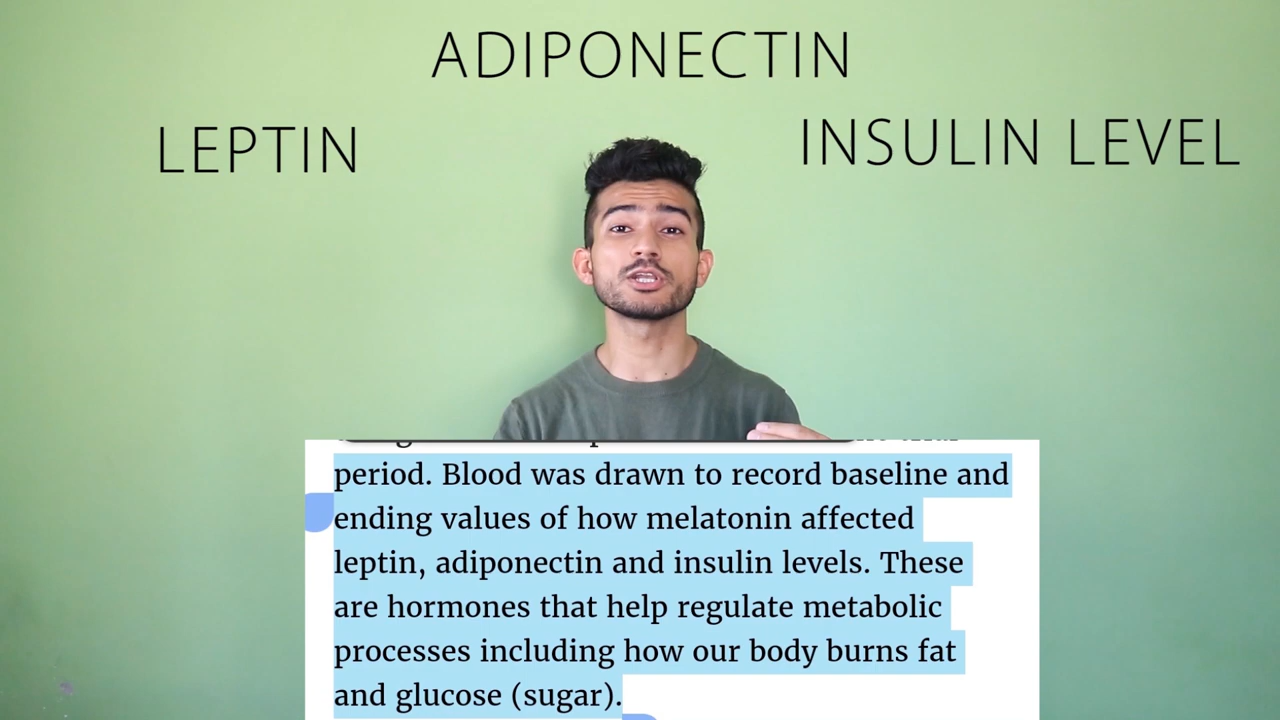 ADIPONECTIN
LEPTIN
INSULIN LEVEL
period. Blood was drawn to record baseline and
ending values of how melatonin affected
leptin, adiponectin and insulin levels. These
are hormones that help regulate metabolic
processes including how our body burns fat
and glucose (sugar).